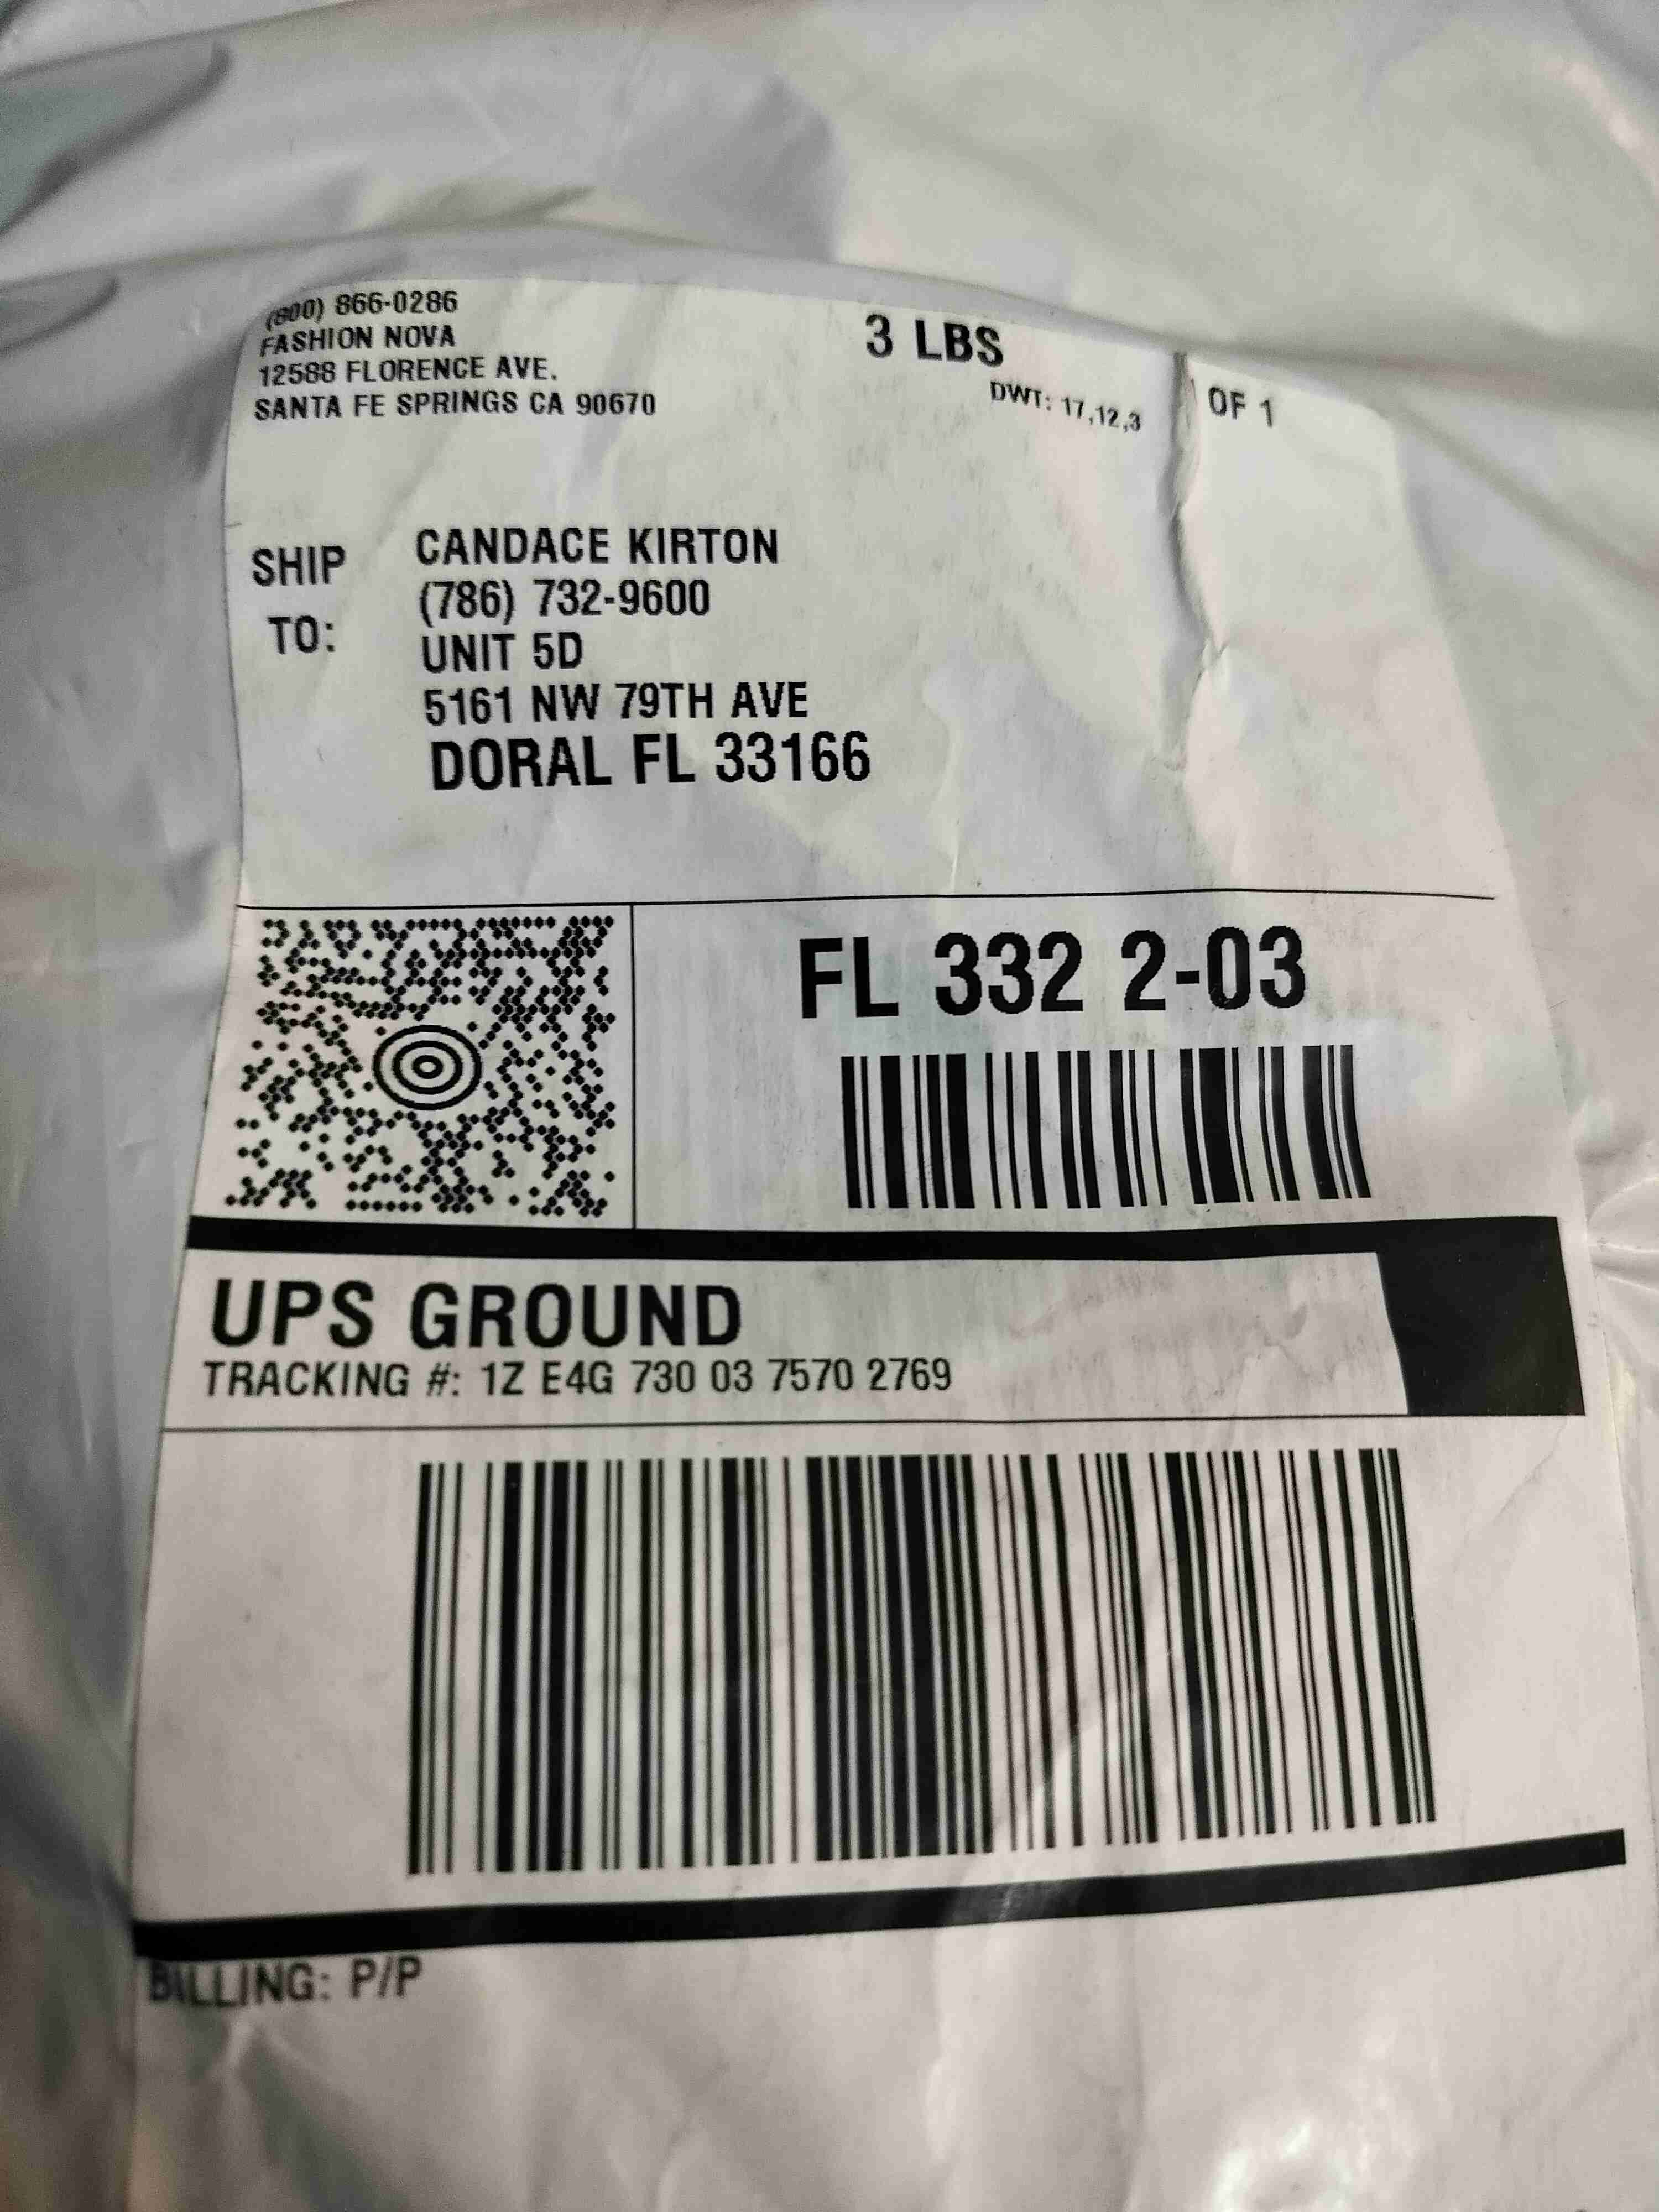 (800) 866-0286
FASHION NOVA
12588 FLORENCE AVE.
SANTA FE SPRINGS CA 90670
3 LBS
OF 1
DWT: 17,12,3
SHIP TO:
CANDACE KIRTON
(786) 732-9600
UNIT 5D
5161 NW 79TH AVE
DORAL FL 33166
FL 332 2-03
UPS GROUND
TRACKING #: 1Z E4G 730 03 7570 2769
BILLING: P/P